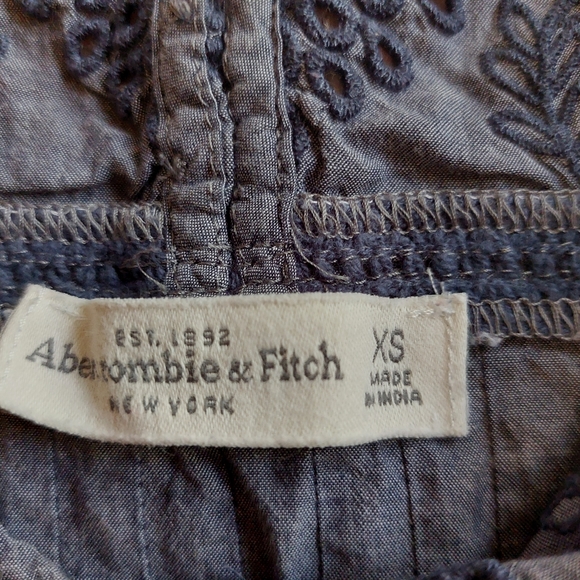 EST. 1892
Abercrombie & Fitch
NEW YORK
XS
MADE
IN INDIA